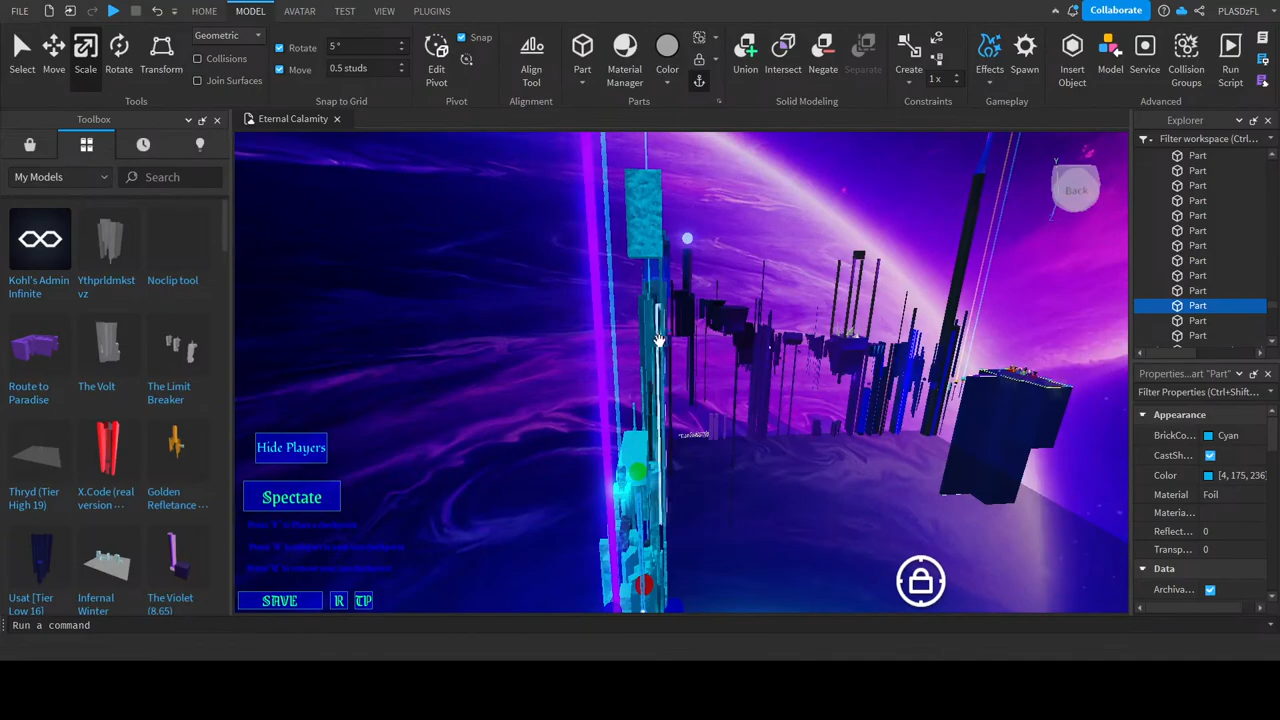 FILE HOME MODEL AVATAR TEST VIEW PLUGINS Collaborate PLASDzFL
Select Move Scale Rotate Transform
Geometric
Collisions
Join Surfaces
Tools
Rotate 5 °
Move 0.5 studs
Snap to Grid
Edit Pivot
Snap
Pivot
Align Tool
Alignment
Part Material Manager Color
Parts
Union Intersect Negate Separate
Solid Modeling
Create
1 x
Constraints
Effects Spawn
Gameplay
Insert Object Model Service Collision Groups Run Script
Advanced
Toolbox
Eternal Calamity
Explorer
My Models Search
Filter workspace (Ctrl+...
Kohl's Admin Infinite
Ythprldmkst vz
Noclip tool
Route to Paradise
The Volt
The Limit Breaker
Thryd (Tier High 19)
X.Code (real version ...
Golden Refletance ...
Usat [Tier Low 16]
Infernal Winter
The Violet (8.65)
Back
Hide Players
Spectate
SAVE R TP
Part
Part
Part
Part
Part
Part
Part
Part
Part
Part
Part
Part
Part
Properties...art "Part"
Filter Properties (Ctrl+Shift...
Appearance
BrickCo... Cyan
CastSh...
Color [4, 175, 236]
Material Foil
Materia...
Reflect... 0
Transp... 0
Data
Archiva...
Run a command